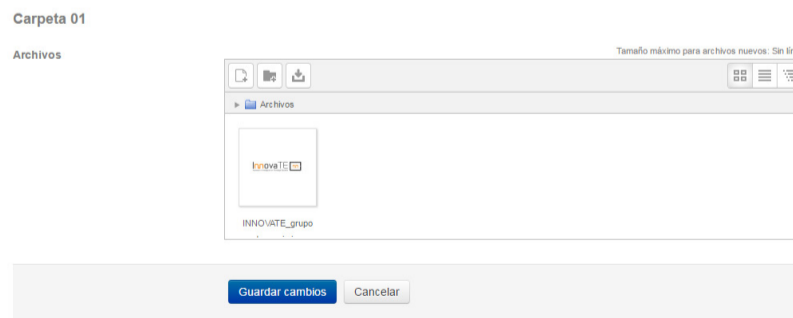 Carpeta 01
Archivos
Tamaño máximo para archivos nuevos: Sin
Archivos
InnovaTE
INNOVATE_grupo
Guardar cambios
Cancelar